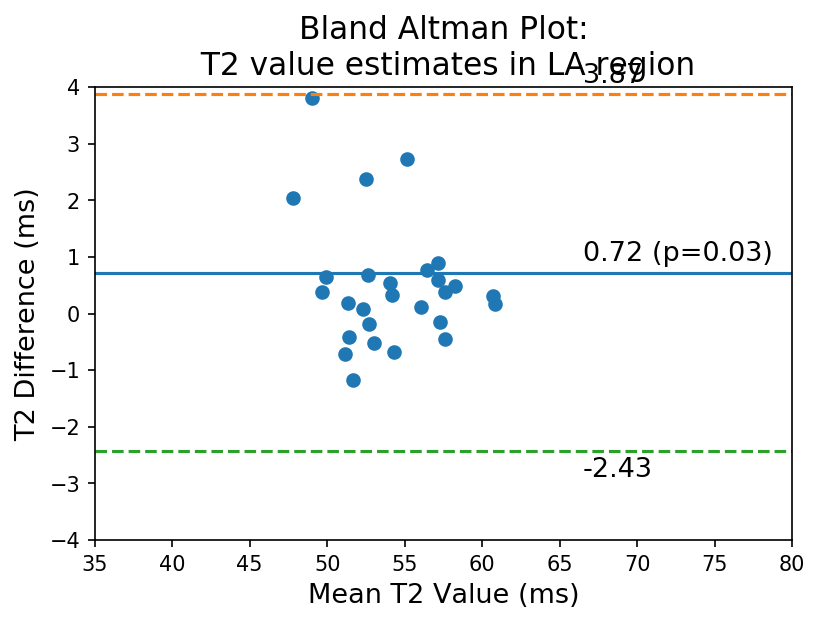 Bland Altman Plot:
T2 value estimates in LA region
3.87
4
3
2
1
0
−1
−2
−3
−4
0.72 (p=0.03)
-2.43
T2 Difference (ms)
35 40 45 50 55 60 65 70 75 80
Mean T2 Value (ms)